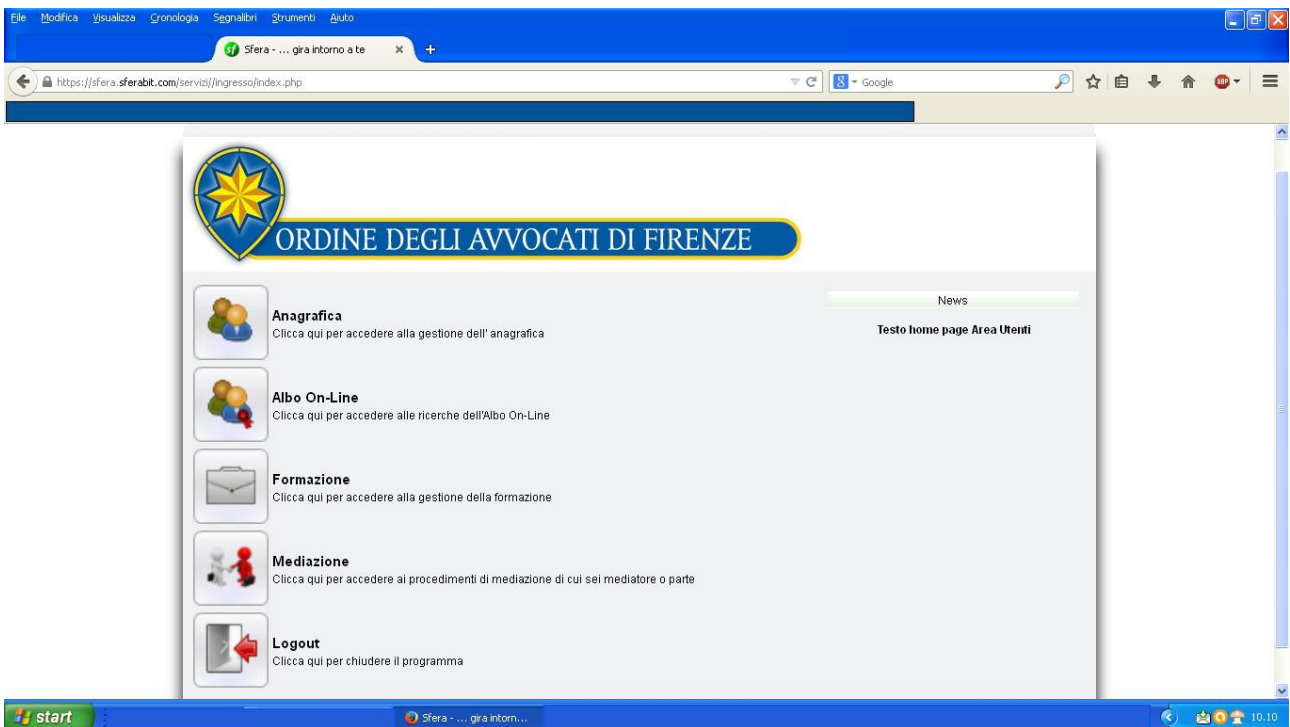 File Modifica Visualizza Cronologia Segnalibri Strumenti Aiuto
Sfera - ... gira intorno a te × +
https://sfera.sferabit.com/servizi//ingresso/index.php
8 Google
ABP
ORDINE DEGLI AVVOCATI DI FIRENZE
Anagrafica
Clicca qui per accedere alla gestione dell' anagrafica
News
Testo home page Area Utenti
Albo On-Line
Clicca qui per accedere alle ricerche dell'Albo On-Line
Formazione
Clicca qui per accedere alla gestione della formazione
Mediazione
Clicca qui per accedere ai procedimenti di mediazione di cui sei mediatore o parte
Logout
Clicca qui per chiudere il programma
start
Sfera - ... gira intorn...
10.10